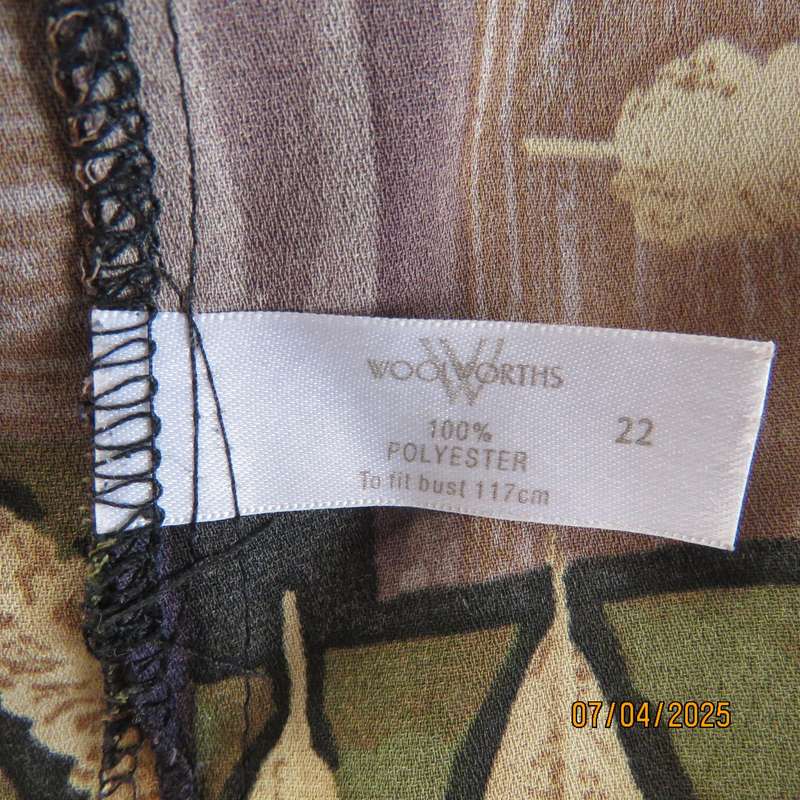 WOOLWORTHS
100%
22
POLYESTER
To fit bust 117cm
07/04/2025